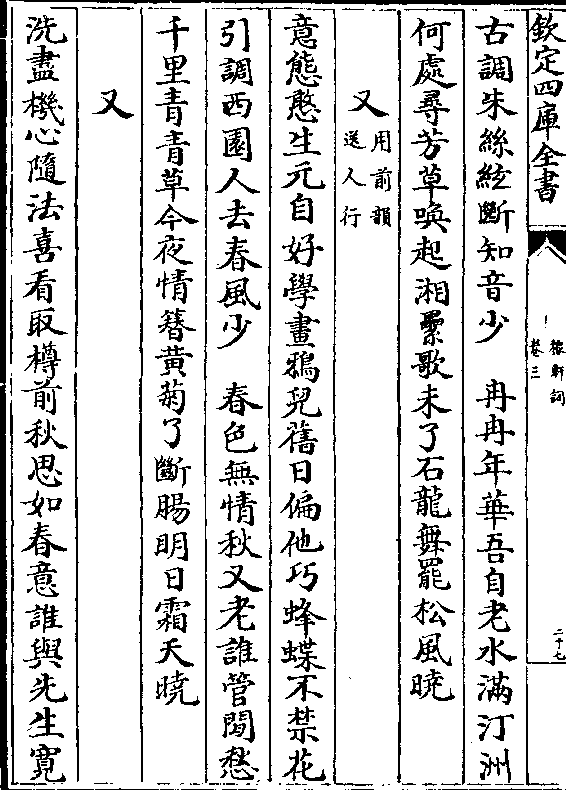 欽定四庫全書
稼軒詞
卷三
二十七
古調朱絲絃斷知音少　冉冉年華吾自老水滿汀洲
何處尋芳草喚起湘纍歌未了石龍舞罷松風曉
又用前韻
送人行
意態憨生元自好學畫鴉兒舊日偏他巧蜂蝶不禁花
引調西園人去春風少　春色無情秋又老誰管閒愁
千里青青草今夜情簪黃菊了斷腸明日霜天曉
又
洗盡機心隨法喜看取樽前秋思如春意誰與先生寛